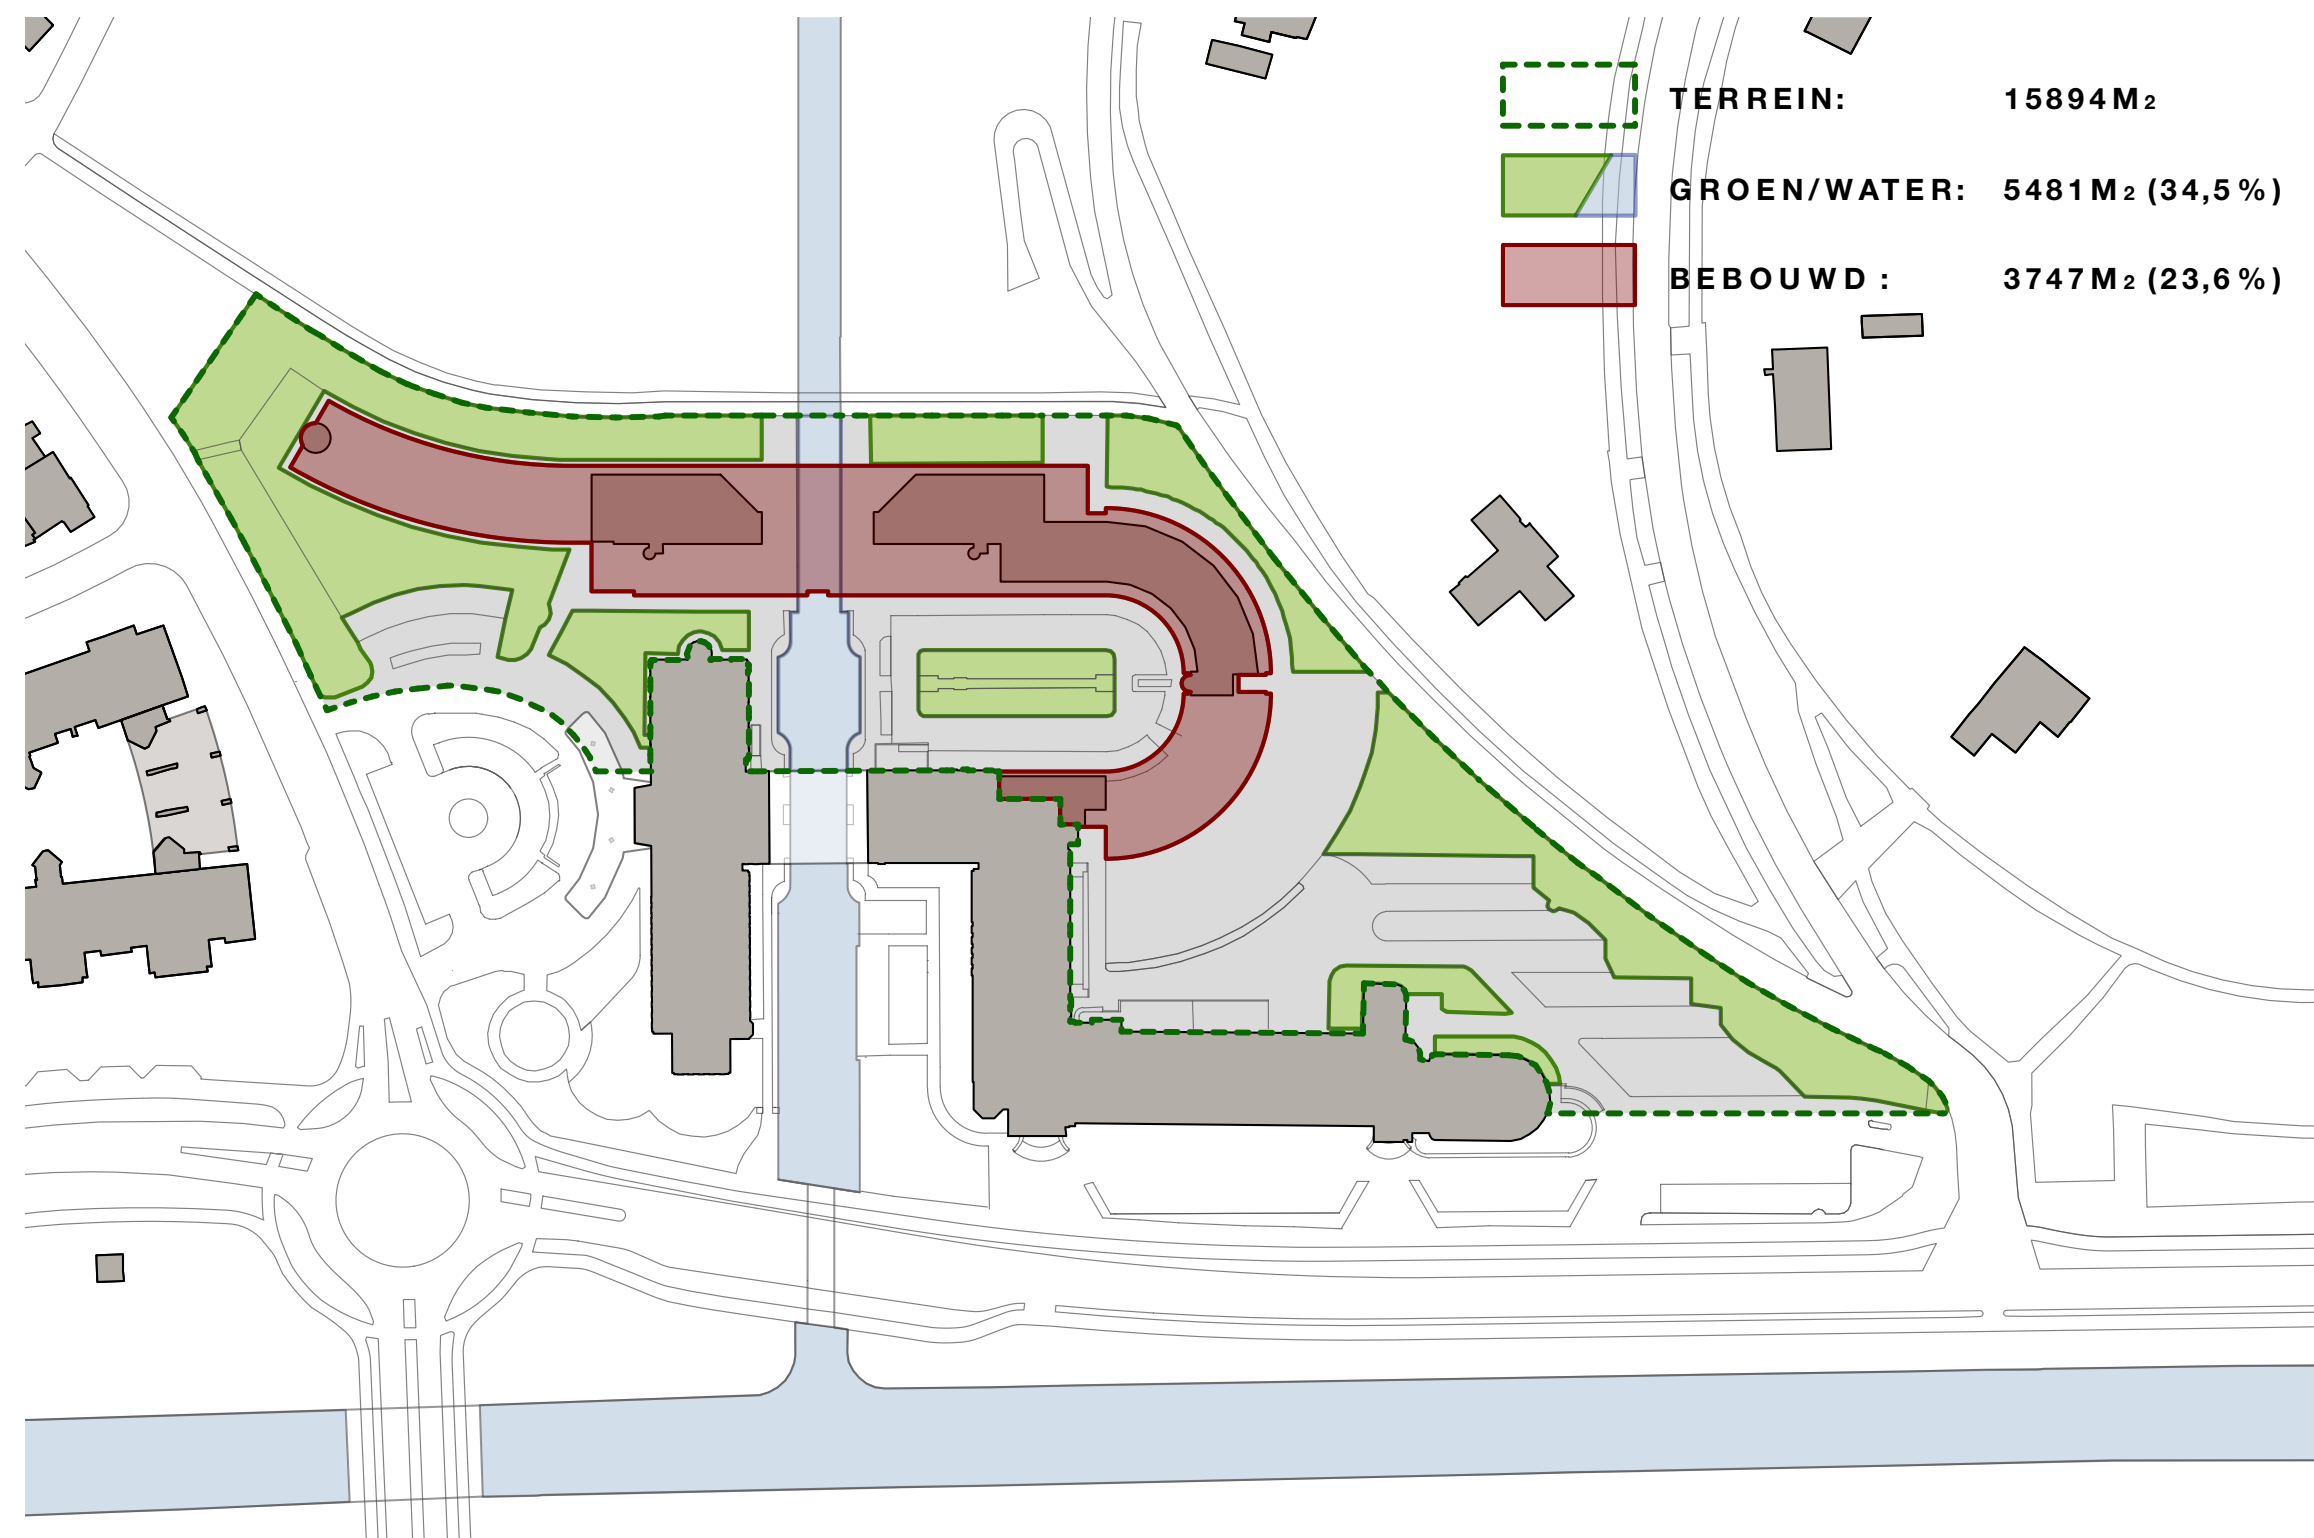 TERREIN: 15894M2
GROEN/WATER: 5481M2 (34,5%)
BEBOUWD : 3747M2 (23,6%)